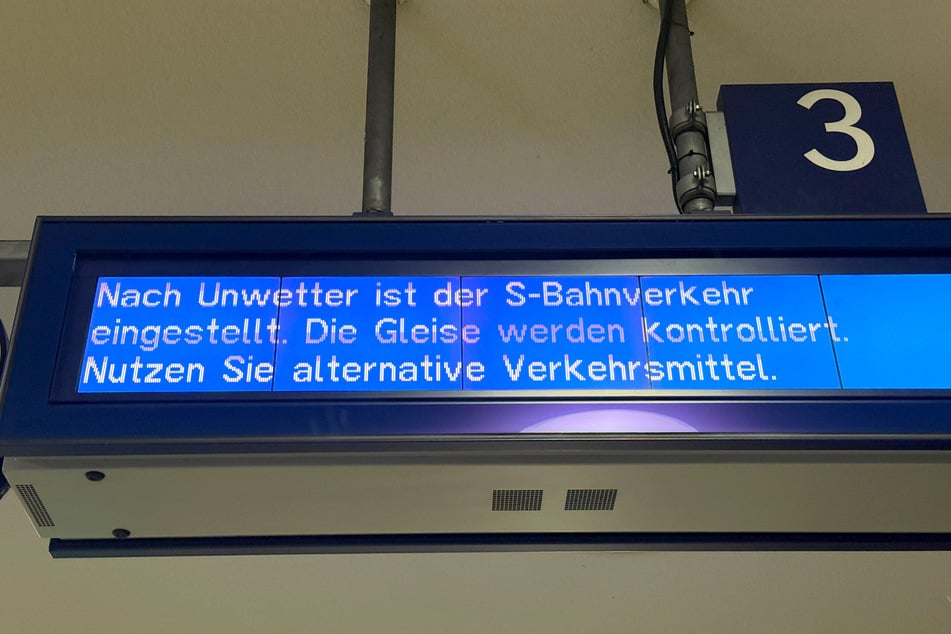 3
Nach Unwetter ist der S-Bahnverkehr
eingestellt. Die Gleise werden kontrolliert.
Nutzen Sie alternative Verkehrsmittel.